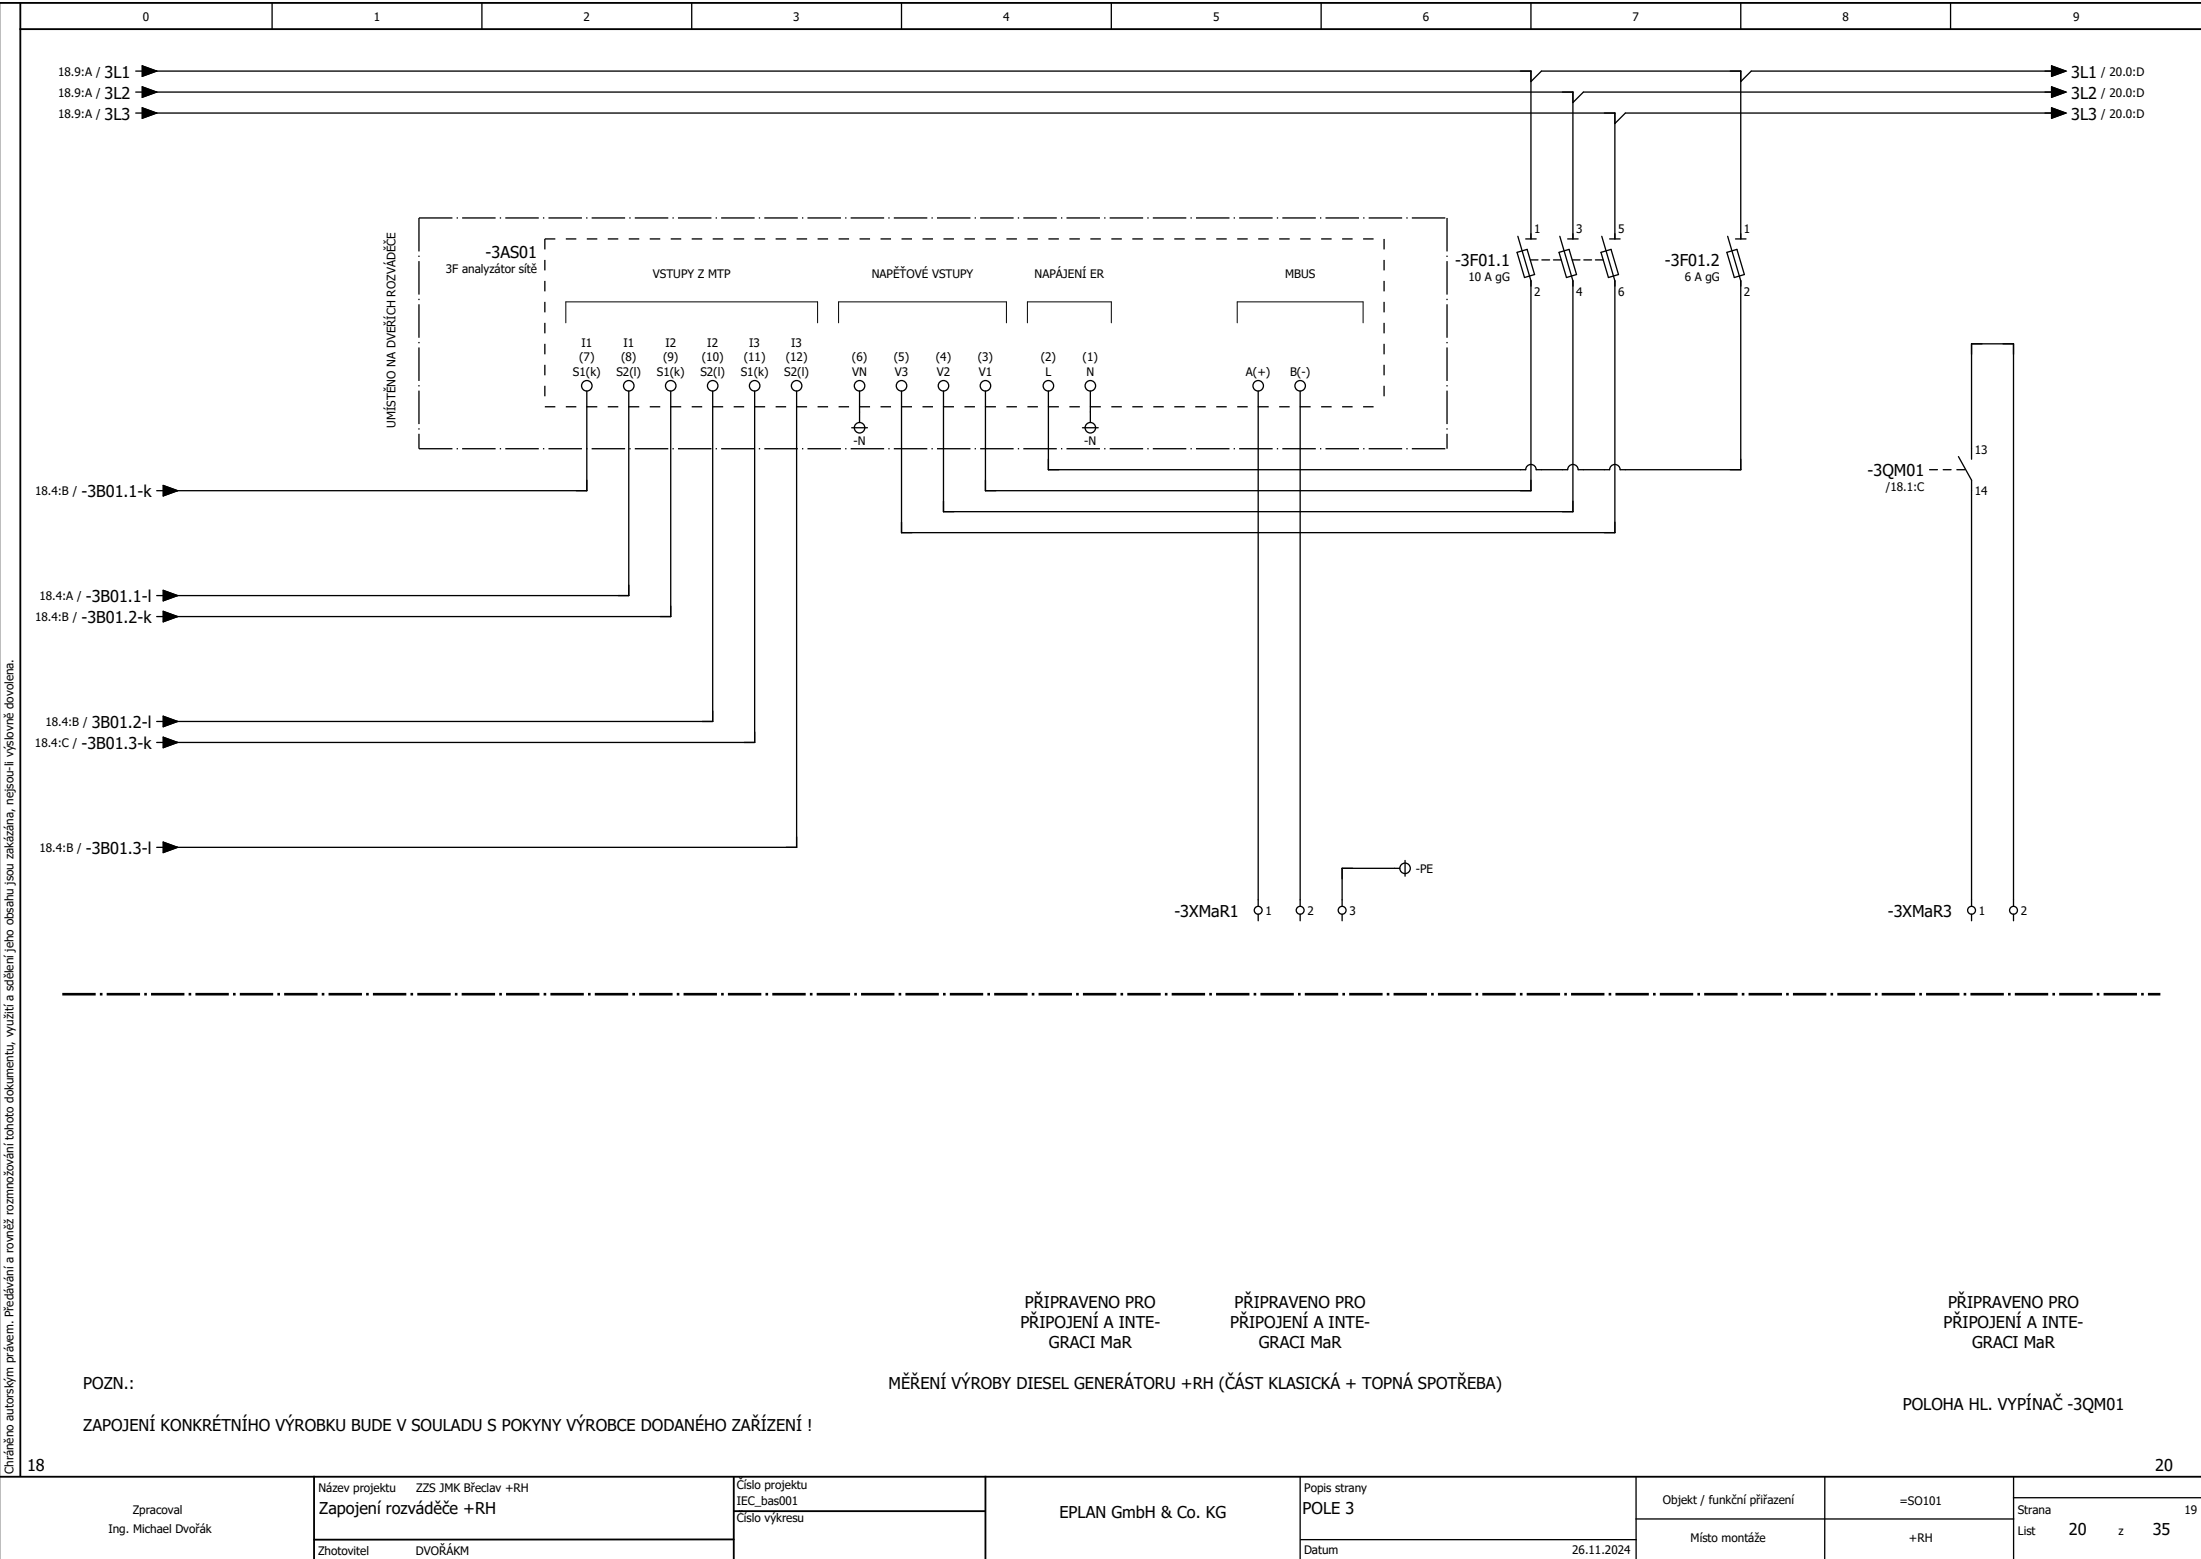 0 1 2 3 4 5 6 7 8 9
18.9:A / 3L1
3L1 / 20.0:D
18.9:A / 3L2
3L2 / 20.0:D
18.9:A / 3L3
3L3 / 20.0:D
UMÍSTĚNO NA DVEŘÍCH ROZVÁDĚČE
-3AS01
3F analyzátor sítě
VSTUPY Z MTP
NAPĚŤOVÉ VSTUPY
NAPÁJENÍ ER
MBUS
I1 I1 I2 I2 I3 I3
(7) (8) (9) (10) (11) (12) (6) (5) (4) (3) (2) (1)
S1(k) S2(l) S1(k) S2(l) S1(k) S2(l) VN V3 V2 V1 L N A(+) B(-)
-N
-N
1 3 5
-3F01.1
10 A gG
2 4 6
1
-3F01.2
6 A gG
2
13
-3QM01
/18.1:C
14
18.4:B / -3B01.1-k
18.4:A / -3B01.1-l
18.4:B / -3B01.2-k
18.4:B / 3B01.2-l
18.4:C / -3B01.3-k
18.4:B / -3B01.3-l
-PE
-3XMaR1 1 2 3
-3XMaR3 1 2
PŘIPRAVENO PRO
PŘIPOJENÍ A INTE-
GRACI MaR
PŘIPRAVENO PRO
PŘIPOJENÍ A INTE-
GRACI MaR
PŘIPRAVENO PRO
PŘIPOJENÍ A INTE-
GRACI MaR
POZN.:
MĚŘENÍ VÝROBY DIESEL GENERÁTORU +RH (ČÁST KLASICKÁ + TOPNÁ SPOTŘEBA)
POLOHA HL. VYPÍNAČ -3QM01
ZAPOJENÍ KONKRÉTNÍHO VÝROBKU BUDE V SOULADU S POKYNY VÝROBCE DODANÉHO ZAŘÍZENÍ !
Chráněno autorským právem. Předávání a rovněž rozmnožování tohoto dokumentu, využití a sdělení jeho obsahu jsou zakázána, nejsou-li výslovně dovolena.
18
20
Zpracoval
Ing. Michael Dvořák
Název projektu ZZS JMK Břeclav +RH
Zapojení rozváděče +RH
Zhotovitel DVOŘÁKM
Číslo projektu
IEC_bas001
Číslo výkresu
EPLAN GmbH & Co. KG
Popis strany
POLE 3
Datum 26.11.2024
Objekt / funkční přiřazení =SO101
Místo montáže +RH
Strana 19
List 20 z 35